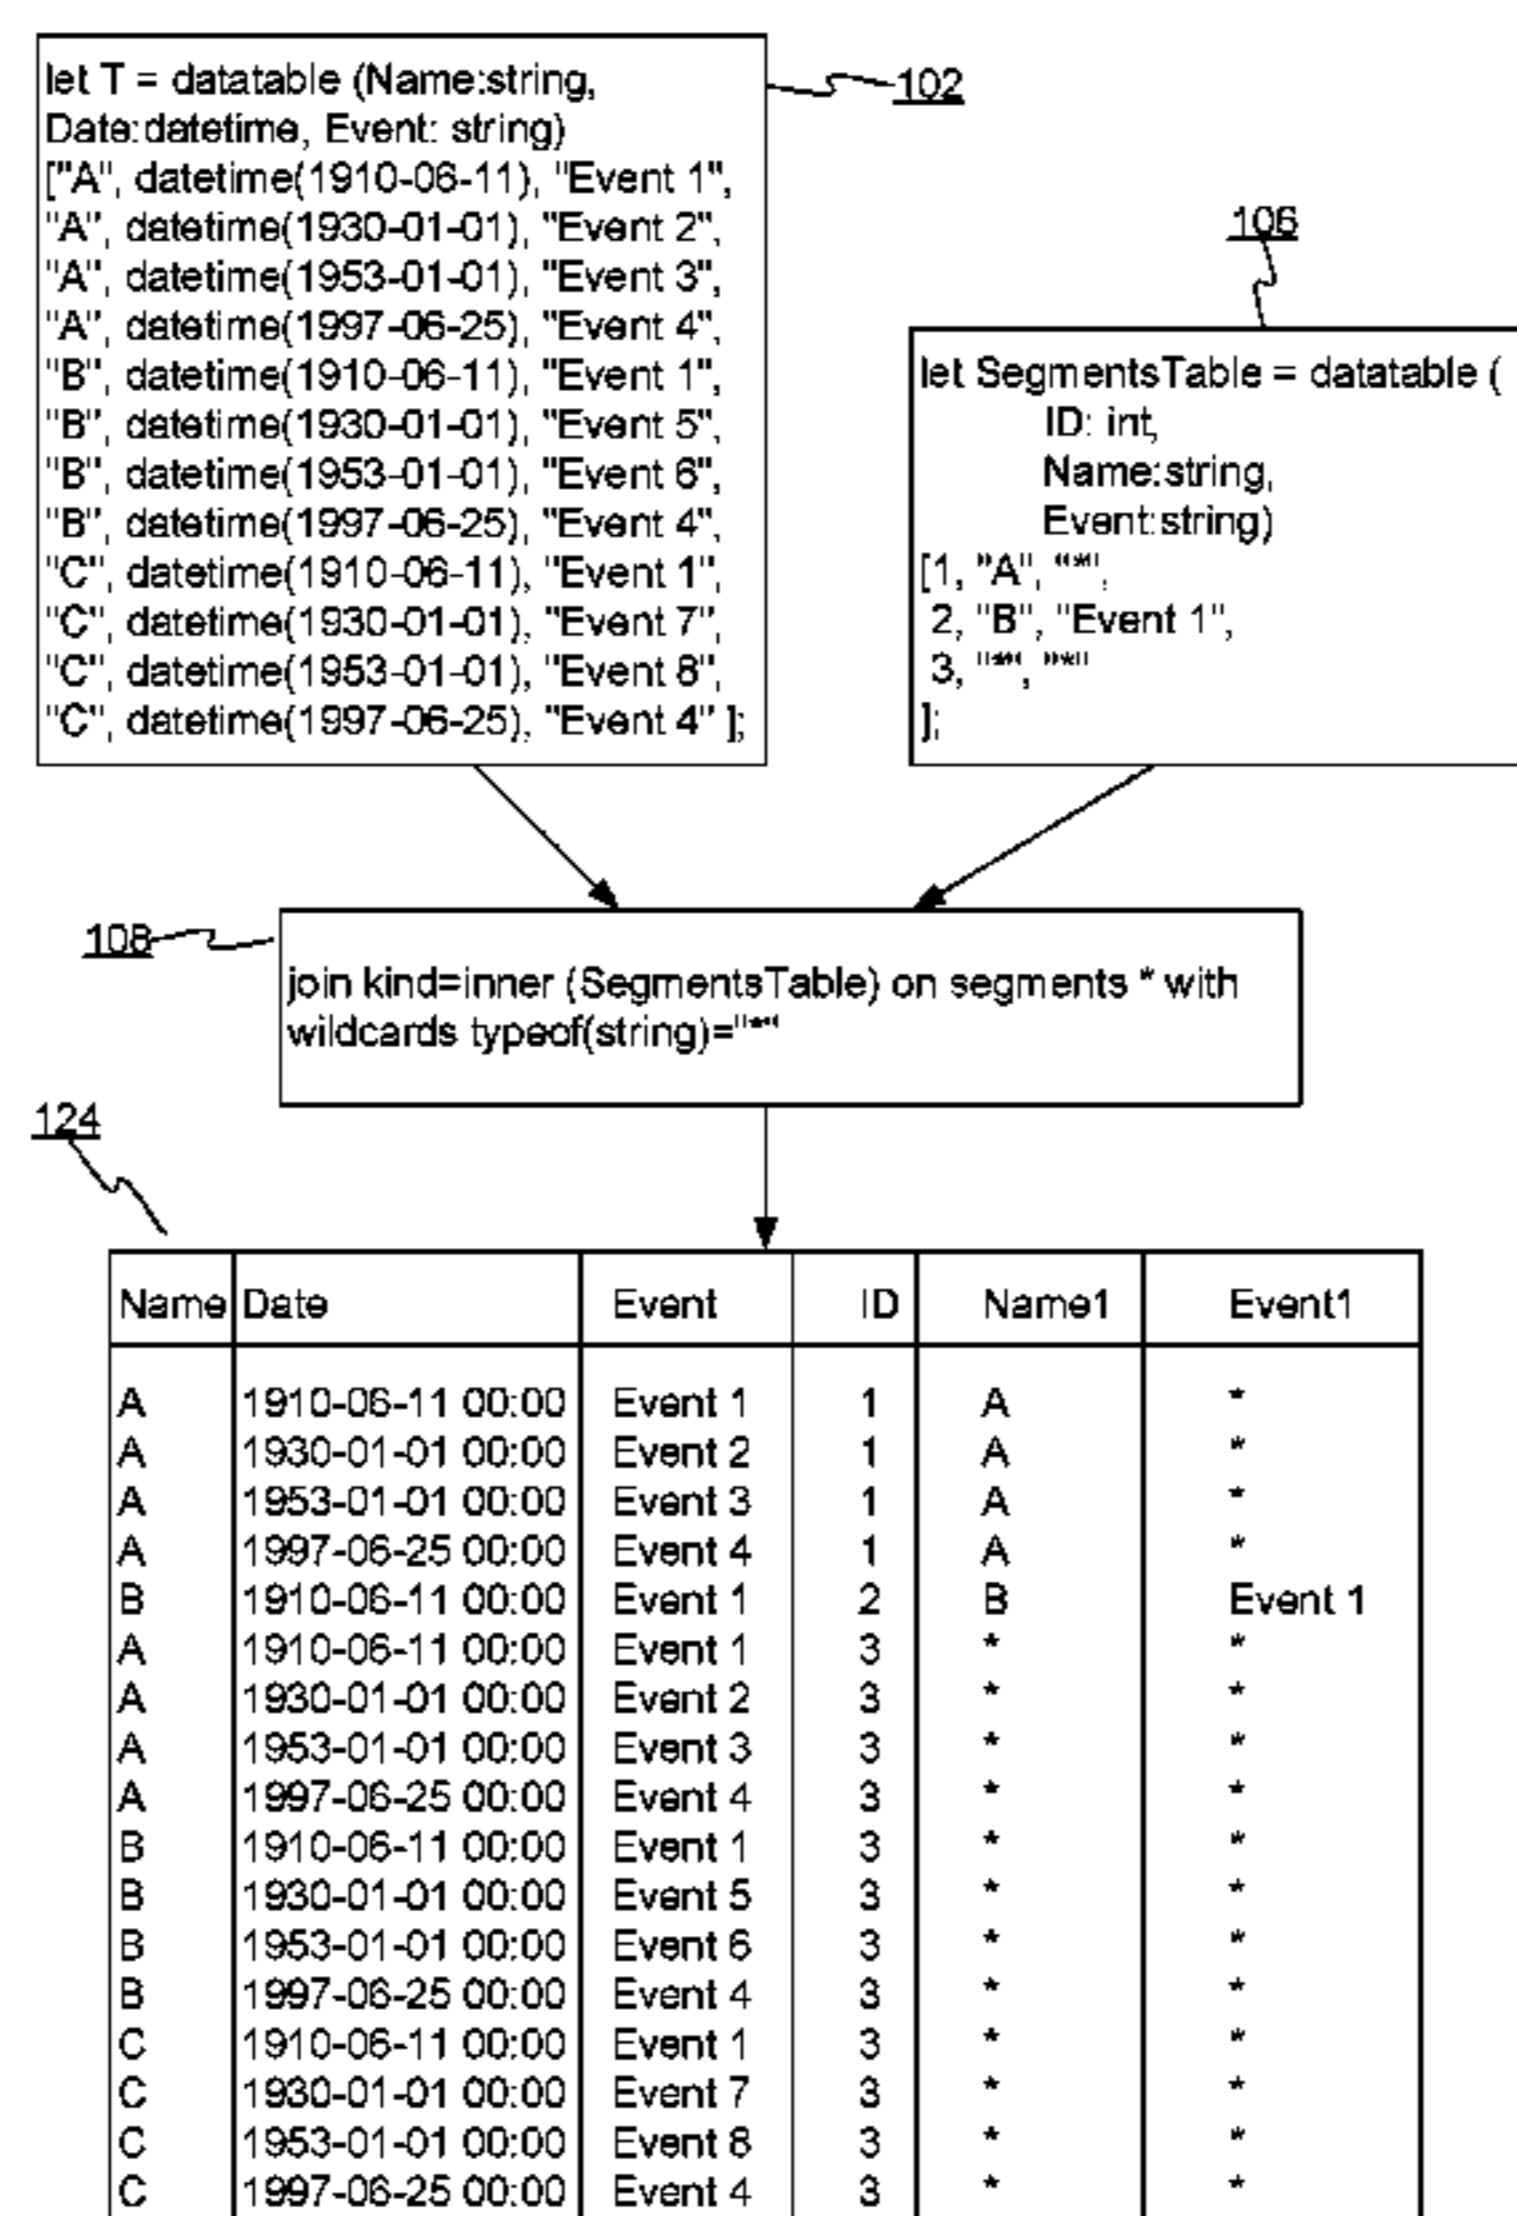 let T = datatable (Name:string,
Date:datetime, Event: string)
["A", datetime(1910-06-11), "Event 1",
"A", datetime(1930-01-01), "Event 2",
"A", datetime(1953-01-01), "Event 3",
"A", datetime(1997-06-25), "Event 4",
"B", datetime(1910-06-11), "Event 1",
"B", datetime(1930-01-01), "Event 5",
"B", datetime(1953-01-01), "Event 6",
"B", datetime(1997-06-25), "Event 4",
"C", datetime(1910-06-11), "Event 1",
"C", datetime(1930-01-01), "Event 7",
"C", datetime(1953-01-01), "Event 8",
"C", datetime(1997-06-25), "Event 4" ];
102
106
let SegmentsTable = datatable (
ID: int,
Name:string,
Event:string)
[1, "A", "*",
2, "B", "Event 1",
3, "*", "*"
];
108
join kind=inner (SegmentsTable) on segments * with
wildcards typeof(string)="*"
124
Name Date Event ID Name1 Event1
A 1910-06-11 00:00 Event 1 1 A *
A 1930-01-01 00:00 Event 2 1 A *
A 1953-01-01 00:00 Event 3 1 A *
A 1997-06-25 00:00 Event 4 1 A *
B 1910-06-11 00:00 Event 1 2 B Event 1
A 1910-06-11 00:00 Event 1 3 * *
A 1930-01-01 00:00 Event 2 3 * *
A 1953-01-01 00:00 Event 3 3 * *
A 1997-06-25 00:00 Event 4 3 * *
B 1910-06-11 00:00 Event 1 3 * *
B 1930-01-01 00:00 Event 5 3 * *
B 1953-01-01 00:00 Event 6 3 * *
B 1997-06-25 00:00 Event 4 3 * *
C 1910-06-11 00:00 Event 1 3 * *
C 1930-01-01 00:00 Event 7 3 * *
C 1953-01-01 00:00 Event 8 3 * *
C 1997-06-25 00:00 Event 4 3 * *